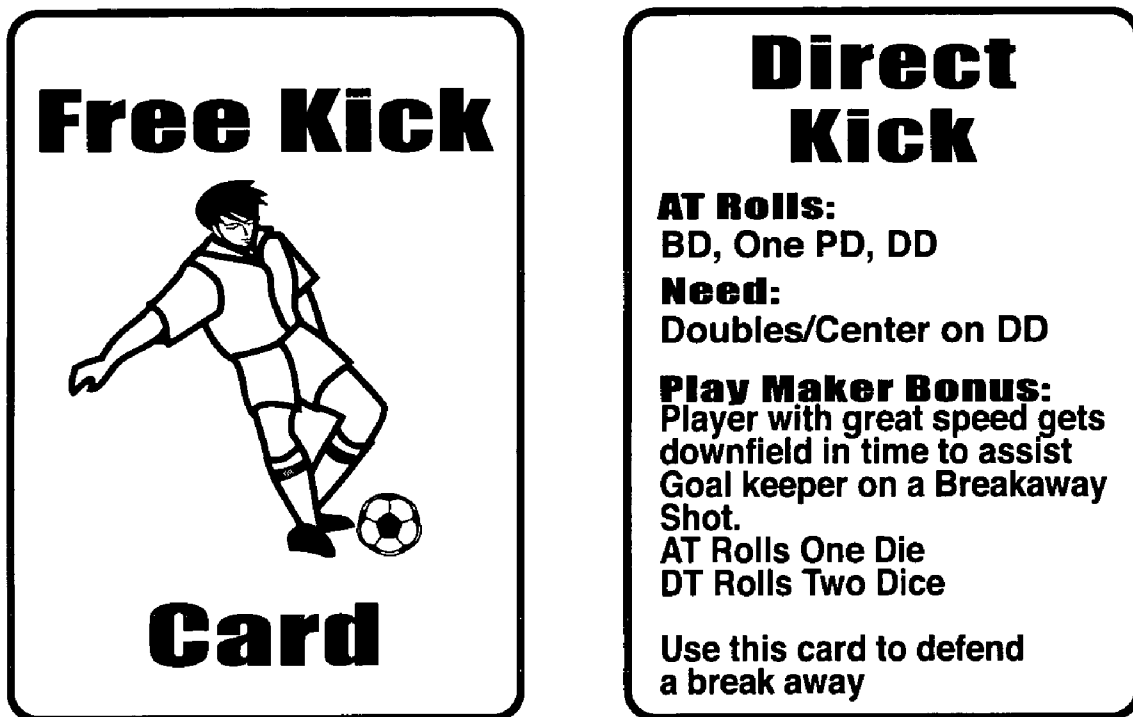 Free Kick
Card
Direct
Kick
AT Rolls:
BD, One PD, DD
Need:
Doubles/Center on DD
Play Maker Bonus:
Player with great speed gets
downfield in time to assist
Goal keeper on a Breakaway
Shot.
AT Rolls One Die
DT Rolls Two Dice
Use this card to defend
a break away